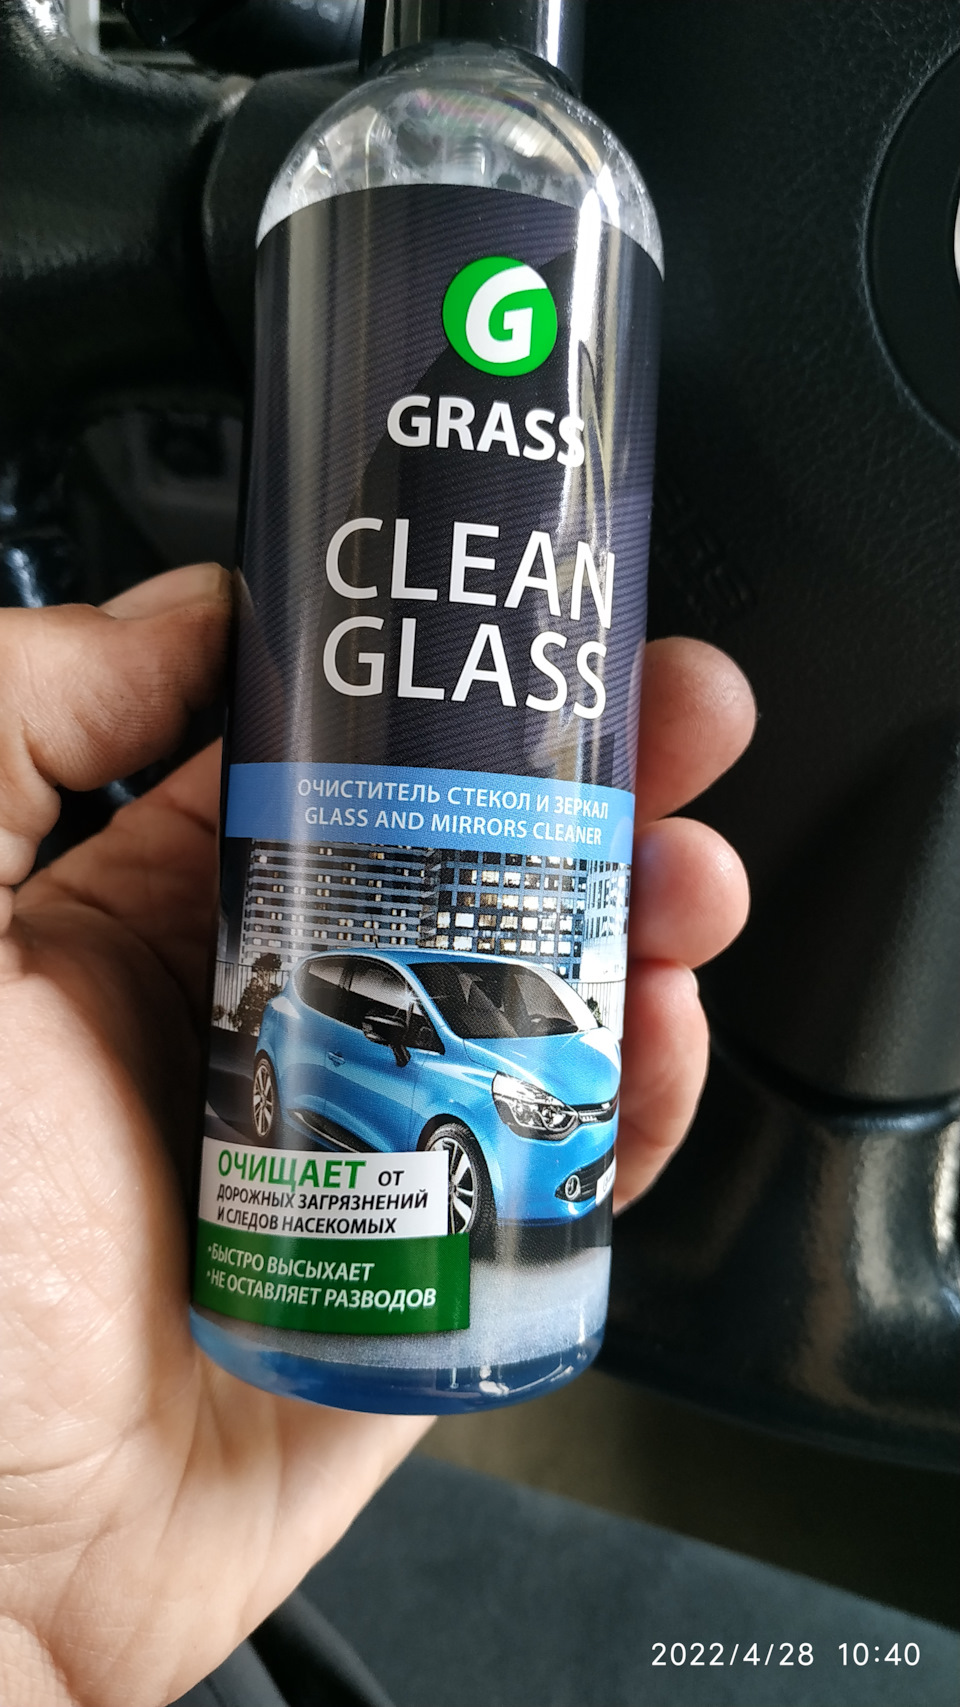 G
GRASS
CLEAN
GLASS
ОЧИСТИТЕЛЬ СТЕКОЛ И ЗЕРКАЛ
GLASS AND MIRRORS CLEANER
ОЧИЩАЕТ ОТ
ДОРОЖНЫХ ЗАГРЯЗНЕНИЙ
И СЛЕДОВ НАСЕКОМЫХ
•БЫСТРО ВЫСЫХАЕТ
•НЕ ОСТАВЛЯЕТ РАЗВОДОВ
2022/4/28 10:40